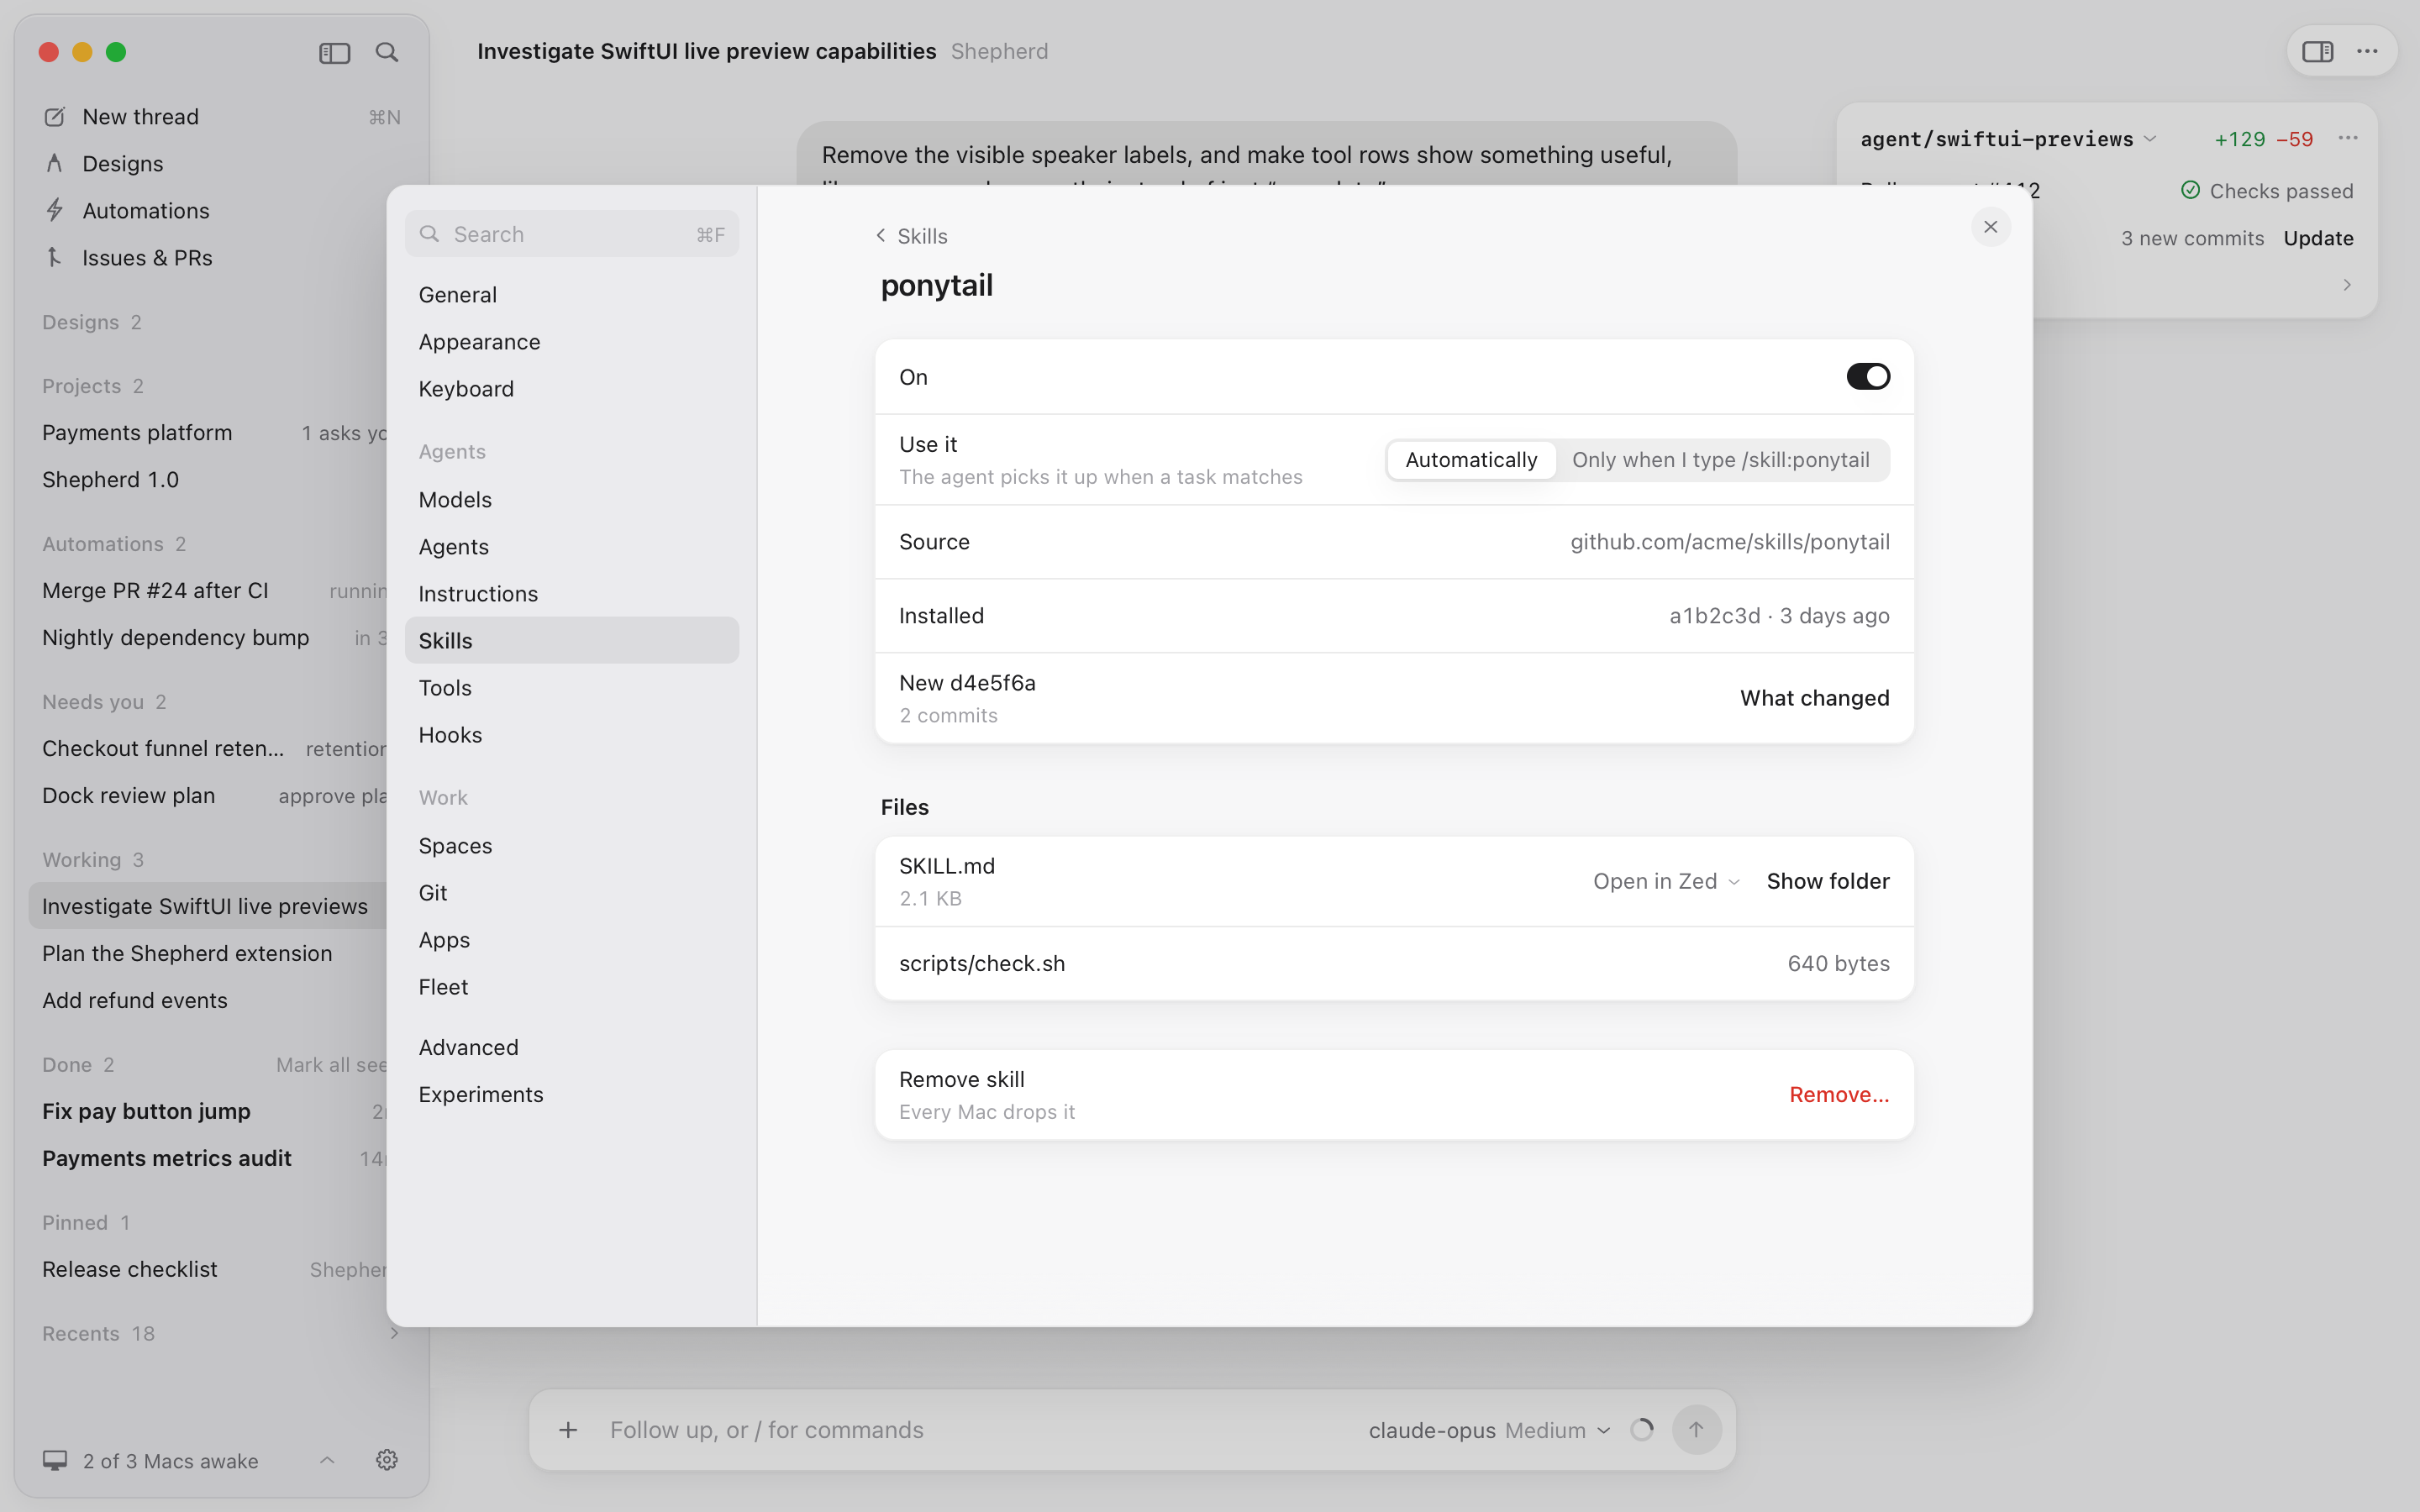 Investigate SwiftUI live preview capabilities Shepherd
New thread ⌘N
Designs
Automations
Issues & PRs
Designs 2
Projects 2
Payments platform 1 asks
Shepherd 1.0
Automations 2
Merge PR #24 after CI
Nightly dependency bump in
Needs you 2
Checkout funnel reten...
Dock review plan approve
Working 3
Investigate SwiftUI live previews
Plan the Shepherd extension
Add refund events
Done 2 Mark all
Fix pay button jump
Payments metrics audit
Pinned 1
Release checklist
Recents 18
2 of 3 Macs awake
Remove the visible speaker labels, and make tool rows show something useful,
agent/swiftui-previews +129 −59
Checks passed
3 new commits Update
Search ⌘F
General
Appearance
Keyboard
Agents
Models
Agents
Instructions
Skills
Tools
Hooks
Work
Spaces
Git
Apps
Fleet
Advanced
Experiments
Skills
ponytail
On
Use it
The agent picks it up when a task matches
Automatically Only when I type /skill:ponytail
Source github.com/acme/skills/ponytail
Installed a1b2c3d · 3 days ago
New d4e5f6a
2 commits
What changed
Files
SKILL.md
2.1 KB
Open in Zed Show folder
scripts/check.sh 640 bytes
Remove skill
Every Mac drops it
Remove...
Follow up, or / for commands claude-opus Medium